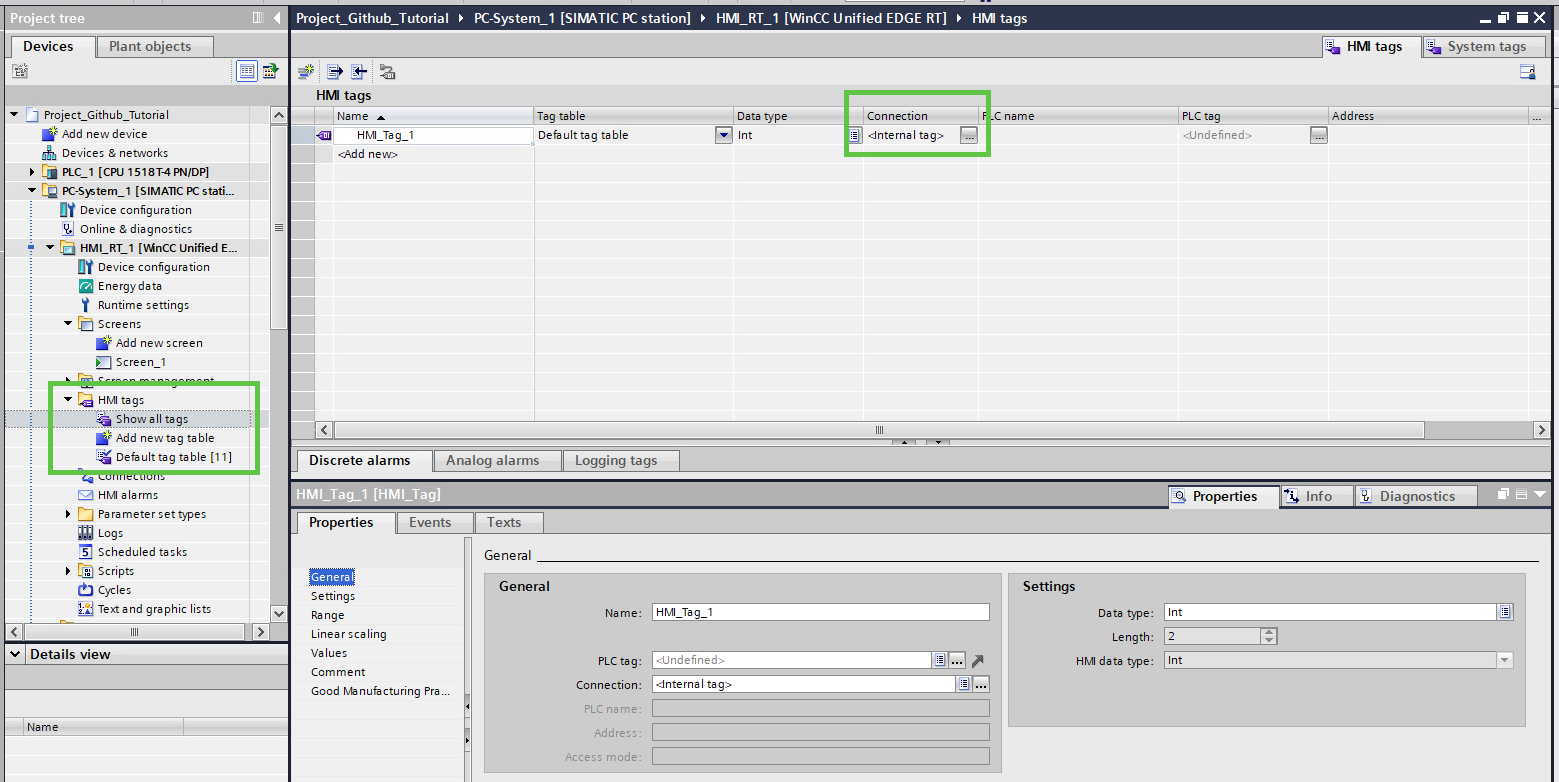 Project tree
Project_Github_Tutorial
PC-System_1 [SIMATIC PC station]
HMI_RT_1 [WinCC Unified EDGE RT]
HMI tags
Devices
Plant objects
HMI tags
System tags
HMI tags
Project_Github_Tutorial
Add new device
Devices & networks
PLC_1 [CPU 1518T-4 PN/DP]
PC-System_1 [SIMATIC PC stati...
Device configuration
Online & diagnostics
HMI_RT_1 [WinCC Unified E...
Device configuration
Energy data
Runtime settings
Screens
Add new screen
Screen_1
Screen management
HMI tags
Show all tags
Add new tag table
Default tag table [11]
Connections
HMI alarms
Parameter set types
Logs
Scheduled tasks
Scripts
Cycles
Text and graphic lists
Details view
Name
Name
Tag table
Data type
Connection
PLC name
PLC tag
Address
...
HMI_Tag_1
Default tag table
Int
<Internal tag>
...
<Undefined>
...
<Add new>
Discrete alarms
Analog alarms
Logging tags
HMI_Tag_1 [HMI_Tag]
Properties
Info
Diagnostics
Properties
Events
Texts
General
Settings
Range
Linear scaling
Values
Comment
Good Manufacturing Pra...
General
General
Name:
HMI_Tag_1
PLC tag:
<Undefined>
...
Connection:
<Internal tag>
...
PLC name:
Address:
Access mode:
Settings
Data type:
Int
Length:
2
HMI data type:
Int